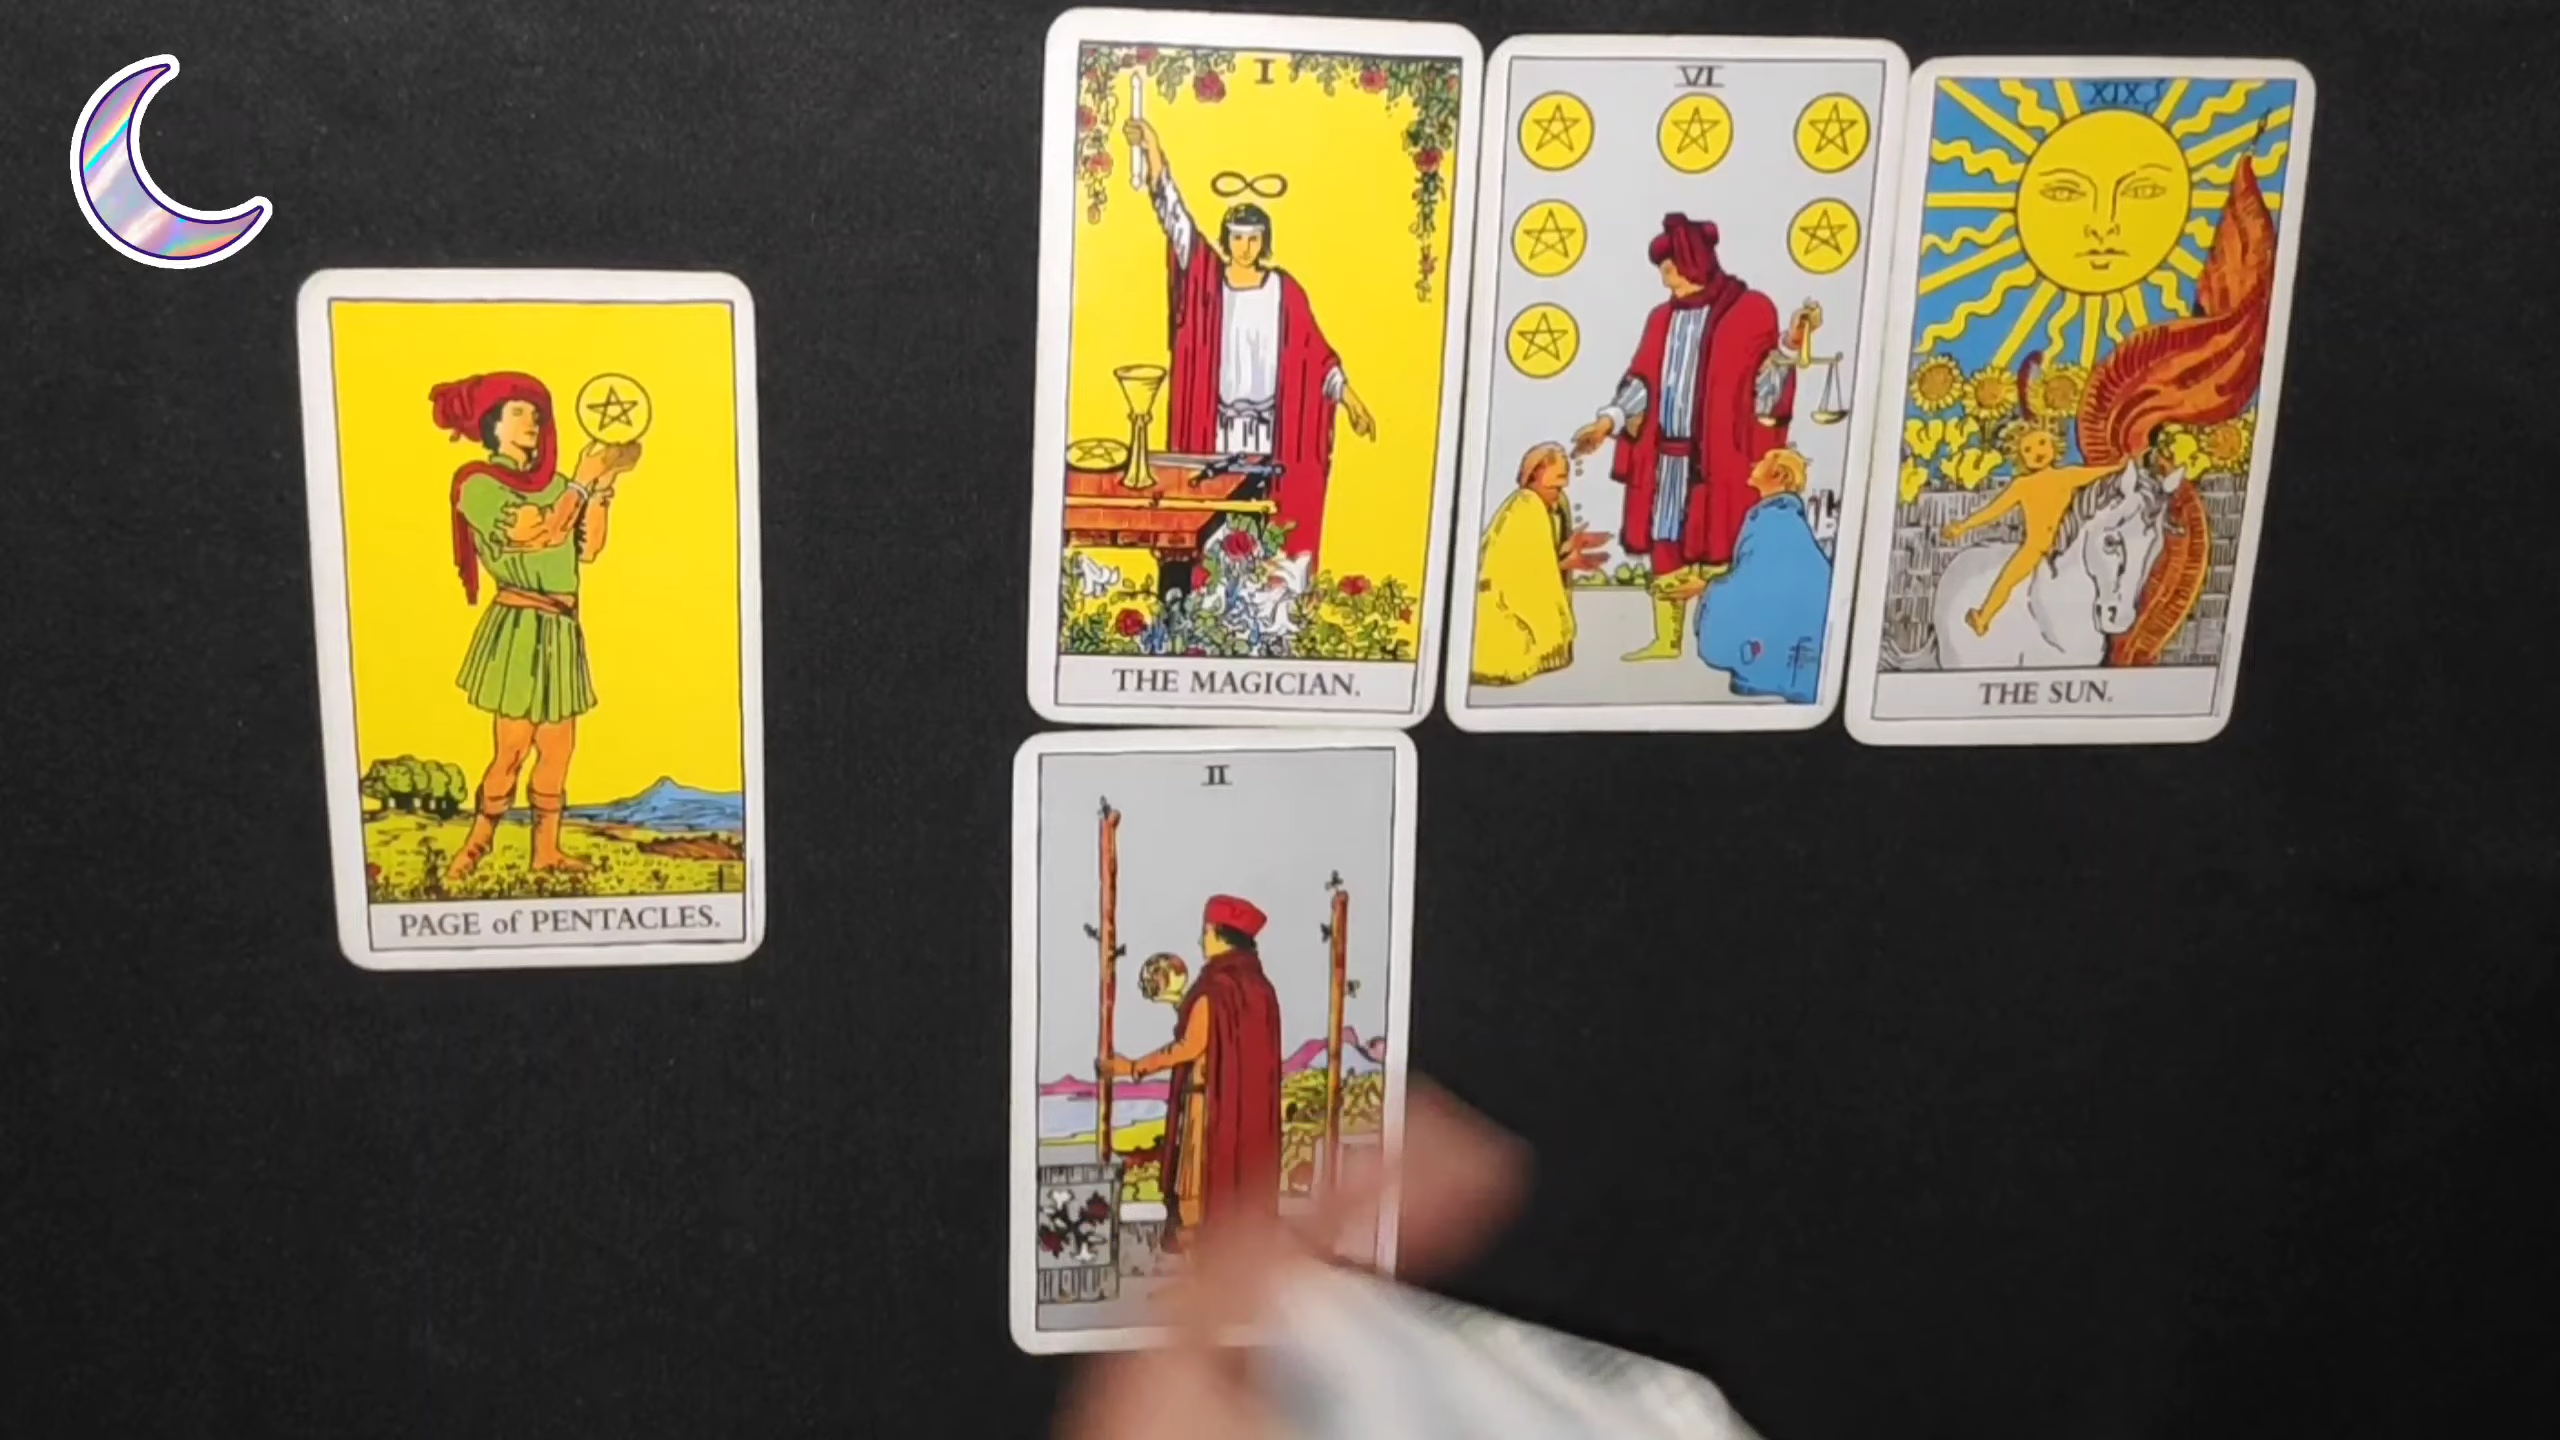 PAGE of PENTACLES.
I
THE MAGICIAN.
VI
XIX
THE SUN.
II